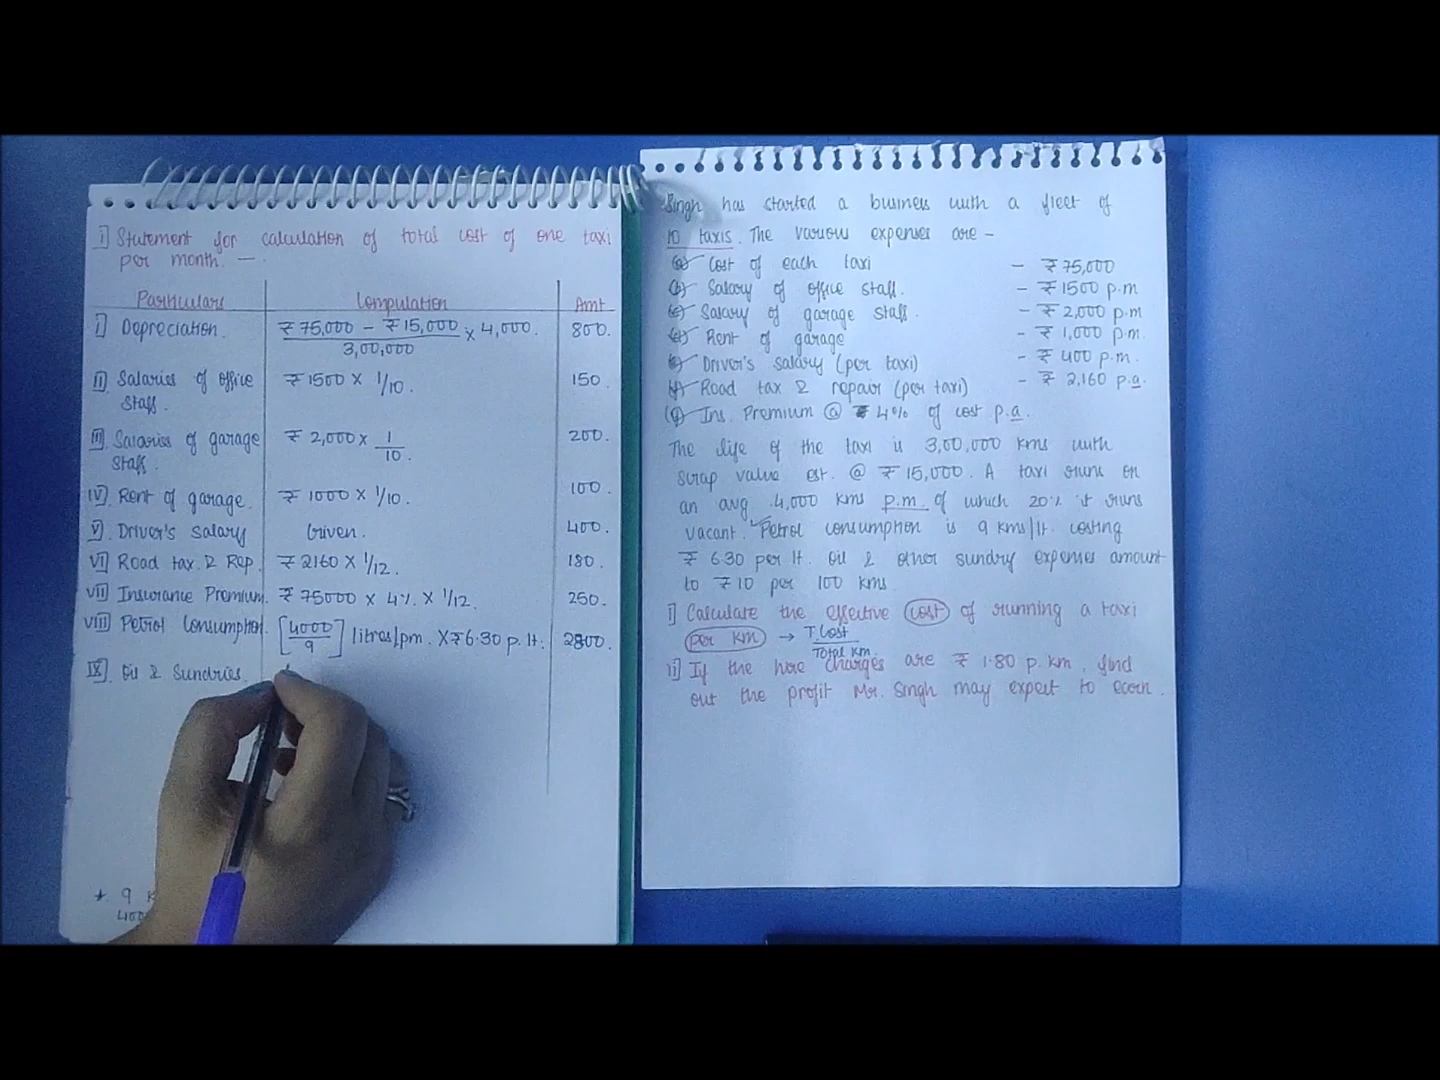 i] Statement for calculation of total cost of one taxi
per month. —
Particulars Computation Amt
I] Depreciation. ₹ 75,000 – ₹ 15,000 × 4,000. 800.
3,00,000
II] Salaries of office ₹ 1500 × 1/10. 150.
staff.
III] Salaries of garage ₹ 2,000 × 1/10. 200.
staff.
IV] Rent of garage. ₹ 1000 × 1/10. 100.
V] Driver's Salary Given. 400.
VI] Road tax. & Rep. ₹ 2160 × 1/12. 180.
VII] Insurance Premium. ₹ 75000 × 4% × 1/12. 250.
VIII] Petrol Consumption. [4000/9] litres/pm. × ₹ 6.30 p. lt. 2800.
IX] Oil & Sundries.
* 9
400
Singh has started a business with a fleet of
10 taxis. The various expenses are –
(a) Cost of each taxi – ₹ 75,000
(b) Salary of office staff. – ₹ 1500 p.m
(c) Salary of garage staff. – ₹ 2,000 p.m
(d) Rent of garage – ₹ 1,000 p.m.
(e) Driver's salary (per taxi) – ₹ 400 p.m.
(f) Road tax & repair (per taxi) – ₹ 2,160 p.a.
(g) Ins. Premium @ 4% of cost p.a.
The life of the taxi is 3,00,000 kms with
scrap value est. @ ₹ 15,000. A taxi runs on
an avg 4,000 kms p.m. of which 20% it runs
vacant. Petrol consumption is 9 kms/lt. costing
₹ 6.30 per lt. Oil & other sundry expenses amount
to ₹ 10 per 100 kms
i] Calculate the effective cost of running a taxi
per km → T.Cost
Total km.
ii] If the hire charges are ₹ 1.80 p. km, find
out the profit Mr. Singh may expect to earn.